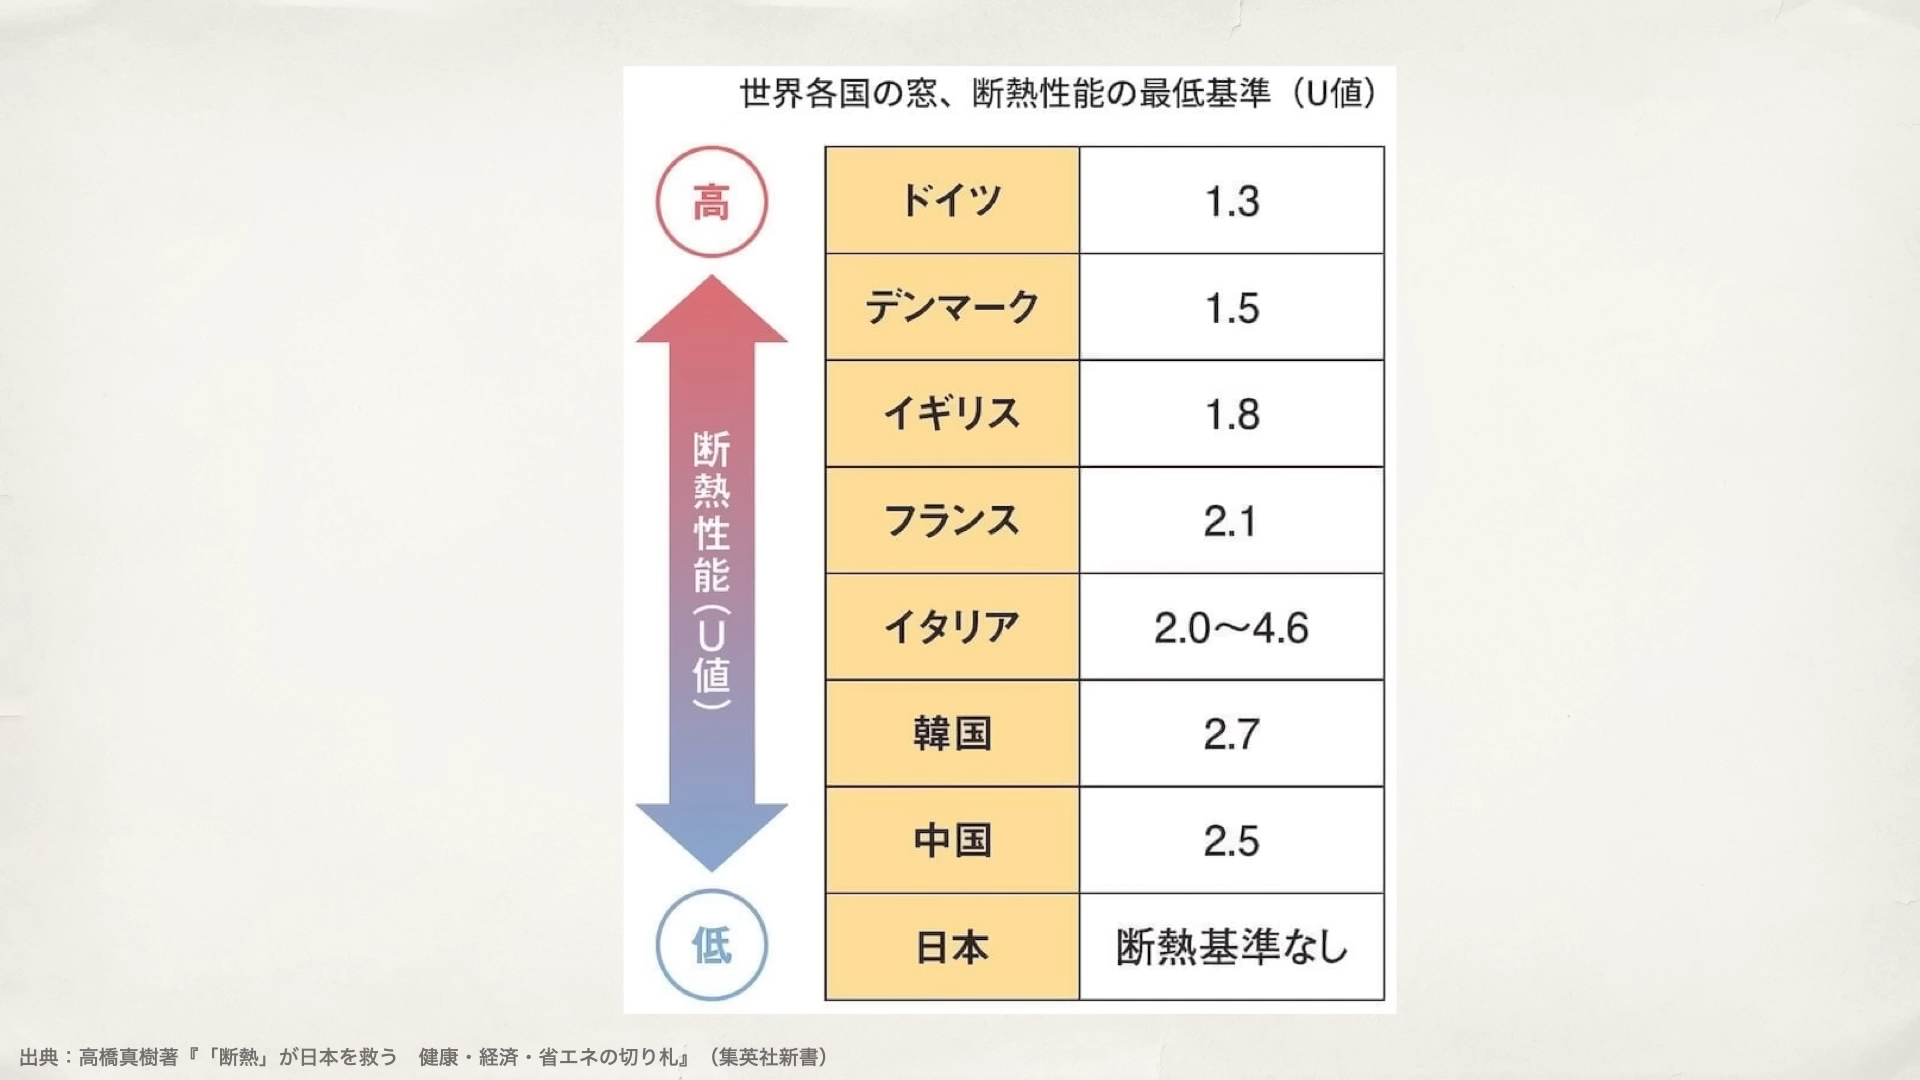 世界各国の窓、断熱性能の最低基準（U値）
高
断熱性能（U値）
低
ドイツ 1.3
デンマーク 1.5
イギリス 1.8
フランス 2.1
イタリア 2.0〜4.6
韓国 2.7
中国 2.5
日本 断熱基準なし
出典：高橋真樹著『「断熱」が日本を救う　健康・経済・省エネの切り札』（集英社新書）